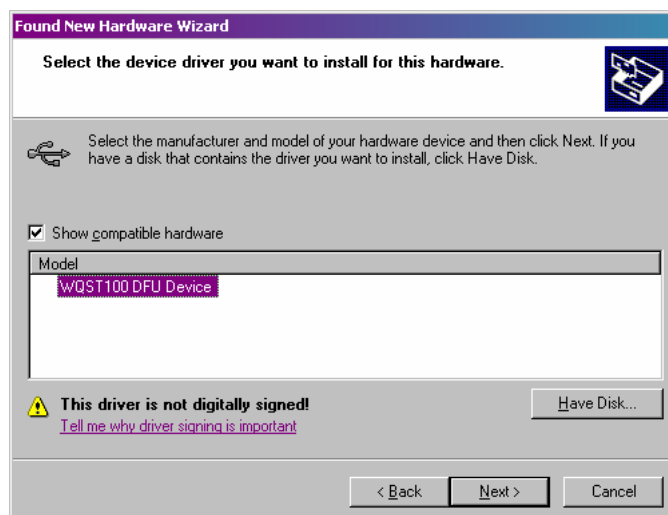 Found New Hardware Wizard
Select the device driver you want to install for this hardware.
Select the manufacturer and model of your hardware device and then click Next. If you
have a disk that contains the driver you want to install, click Have Disk.
Show compatible hardware
Model
WQST100 DFU Device
This driver is not digitally signed!
Have Disk...
Tell me why driver signing is important
< Back
Next >
Cancel